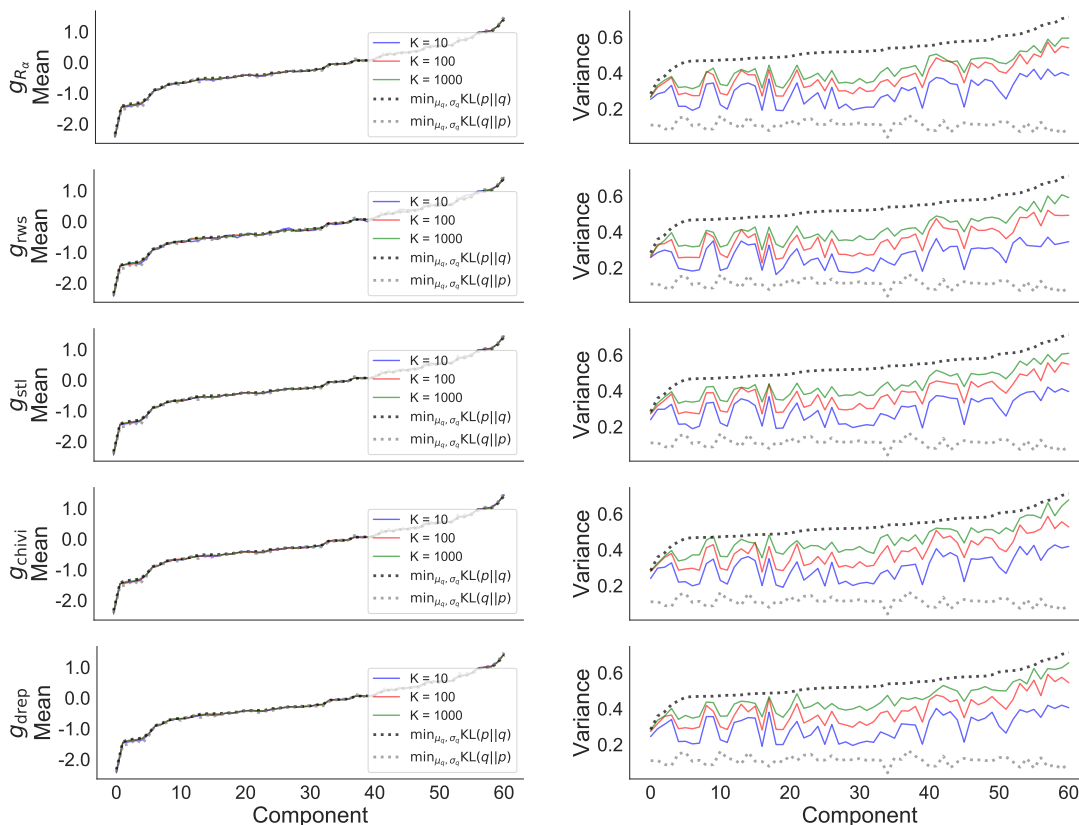 g_{R_α}
Mean
1.0
0.0
-1.0
-2.0
K = 10
K = 100
K = 1000
min_{μ_q, σ_q}KL(p||q)
min_{μ_q, σ_q}KL(q||p)
Variance
0.6
0.4
0.2
g_{rws}
Mean
1.0
0.0
-1.0
-2.0
K = 10
K = 100
K = 1000
min_{μ_q, σ_q}KL(p||q)
min_{μ_q, σ_q}KL(q||p)
Variance
0.6
0.4
0.2
g_{stl}
Mean
1.0
0.0
-1.0
-2.0
K = 10
K = 100
K = 1000
min_{μ_q, σ_q}KL(p||q)
min_{μ_q, σ_q}KL(q||p)
Variance
0.6
0.4
0.2
g_{chivi}
Mean
1.0
0.0
-1.0
-2.0
K = 10
K = 100
K = 1000
min_{μ_q, σ_q}KL(p||q)
min_{μ_q, σ_q}KL(q||p)
Variance
0.6
0.4
0.2
g_{drep}
Mean
1.0
0.0
-1.0
-2.0
K = 10
K = 100
K = 1000
min_{μ_q, σ_q}KL(p||q)
min_{μ_q, σ_q}KL(q||p)
Variance
0.6
0.4
0.2
0 10 20 30 40 50 60
Component
0 10 20 30 40 50 60
Component